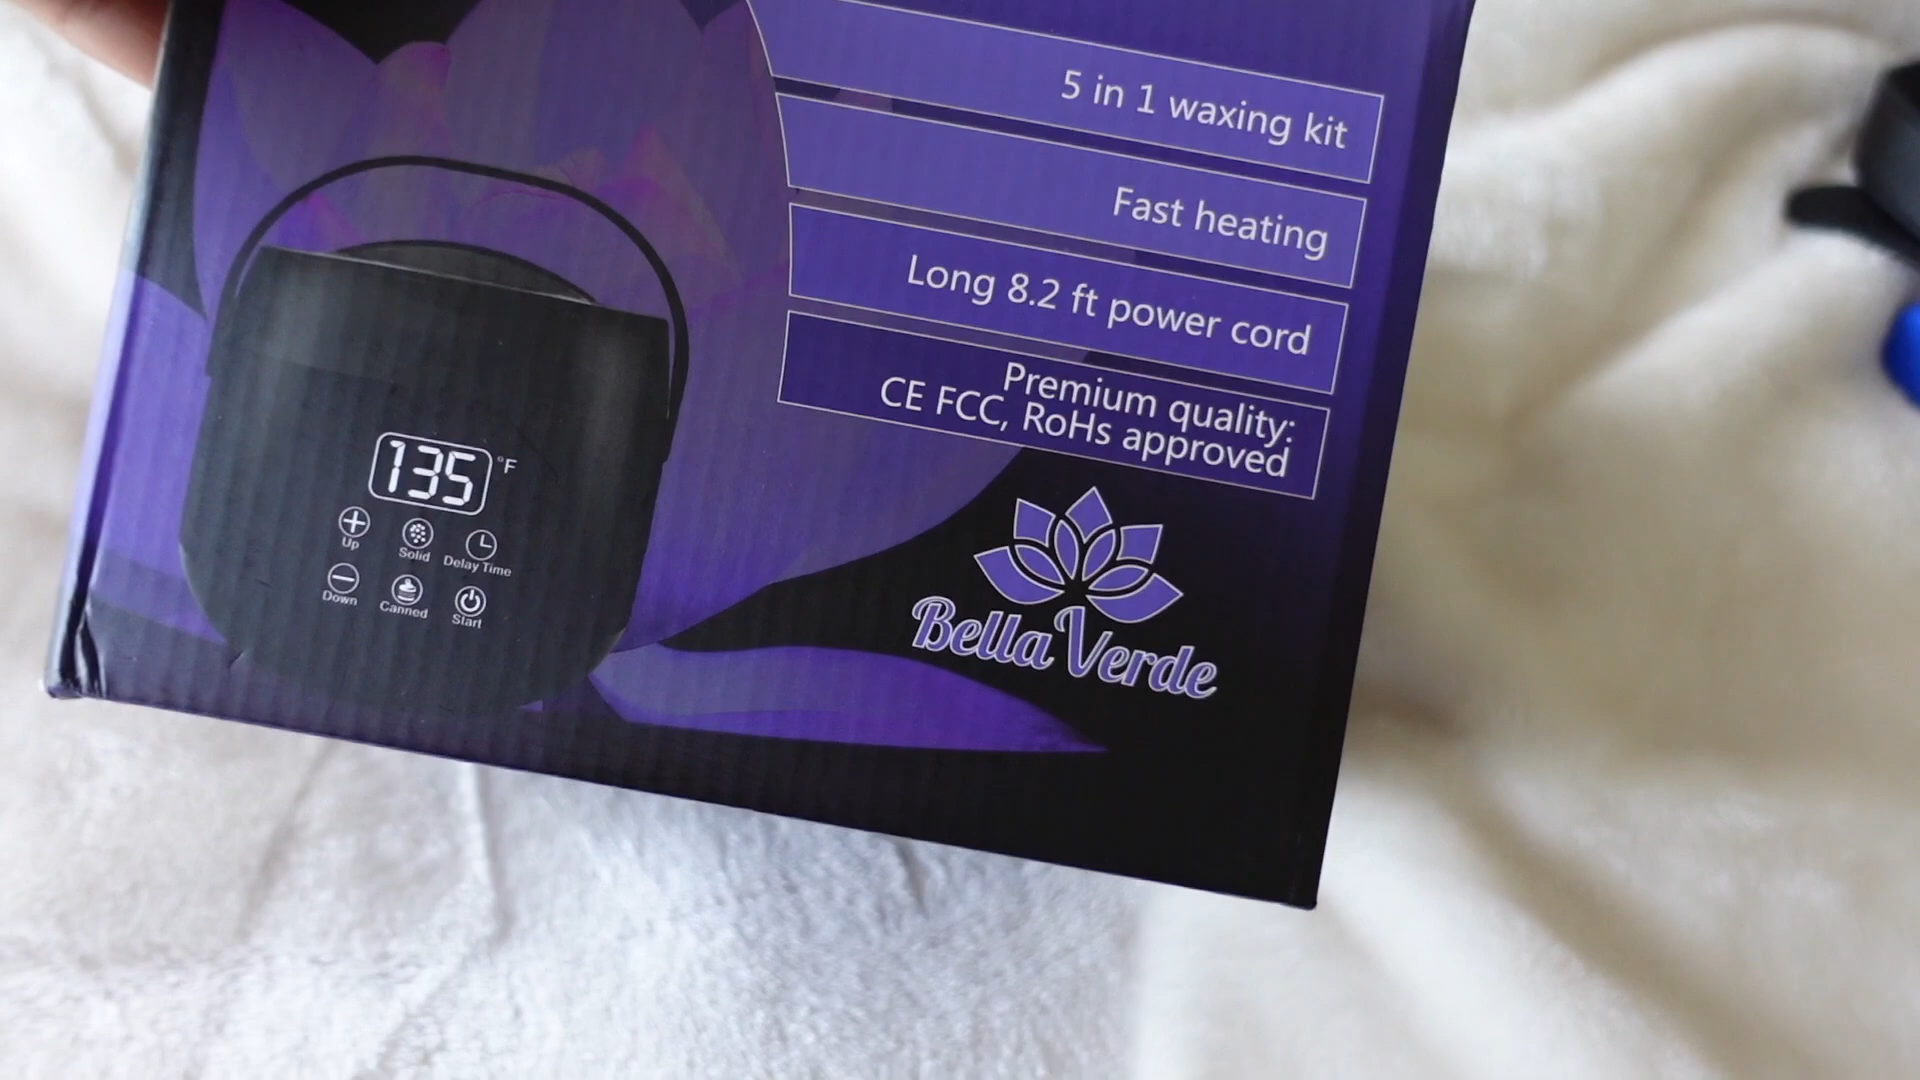 5 in 1 waxing kit
Fast heating
Long 8.2 ft power cord
Premium quality:
CE FCC, RoHs approved
135 °F
Up
Solid
Delay Time
Down
Canned
Start
Bella Verde